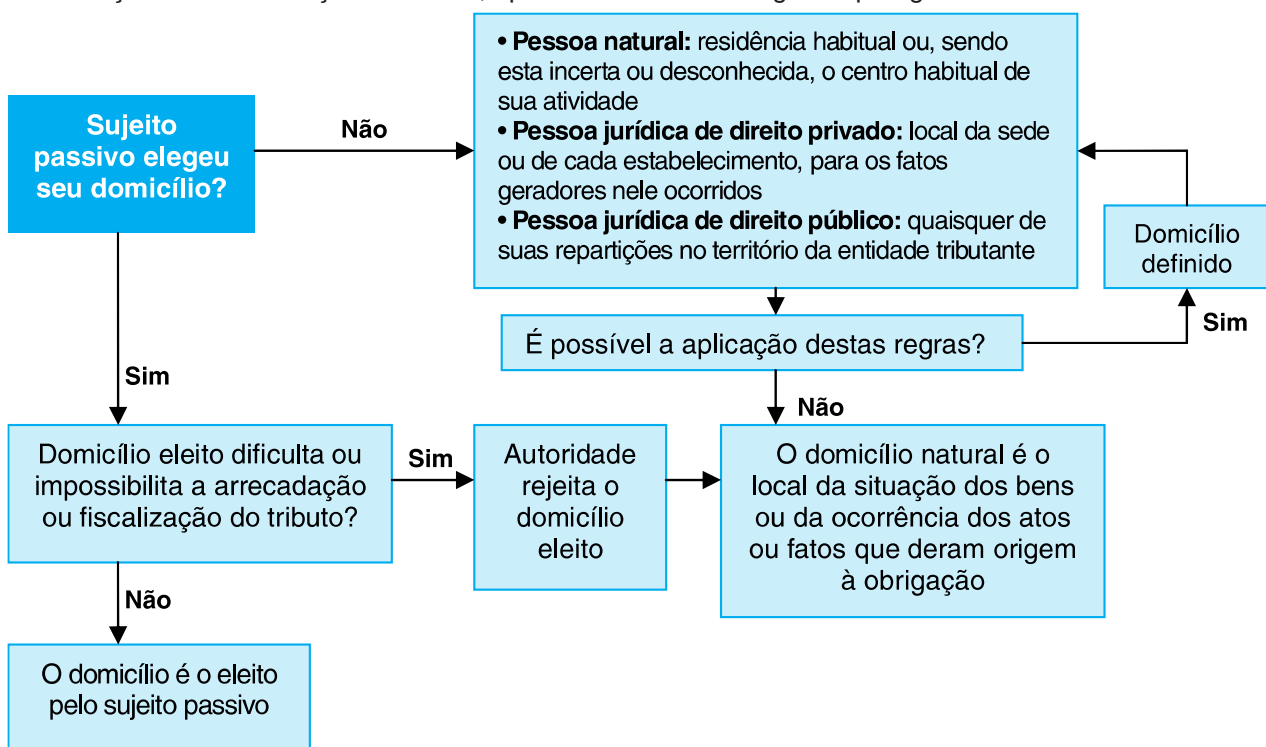 • Pessoa natural: residência habitual ou, sendo
esta incerta ou desconhecida, o centro habitual de
sua atividade
• Pessoa jurídica de direito privado: local da sede
ou de cada estabelecimento, para os fatos
geradores nele ocorridos
• Pessoa jurídica de direito público: quaisquer de
suas repartições no território da entidade tributante
Sujeito
passivo elegeu
seu domicílio?
Não
Domicílio
definido
Sim
É possível a aplicação destas regras?
Sim
Não
Domicílio eleito dificulta ou
impossibilita a arrecadação
ou fiscalização do tributo?
Sim
Autoridade
rejeita o
domicílio
eleito
O domicílio natural é o
local da situação dos bens
ou da ocorrência dos atos
ou fatos que deram origem
à obrigação
Não
O domicílio é o eleito
pelo sujeito passivo